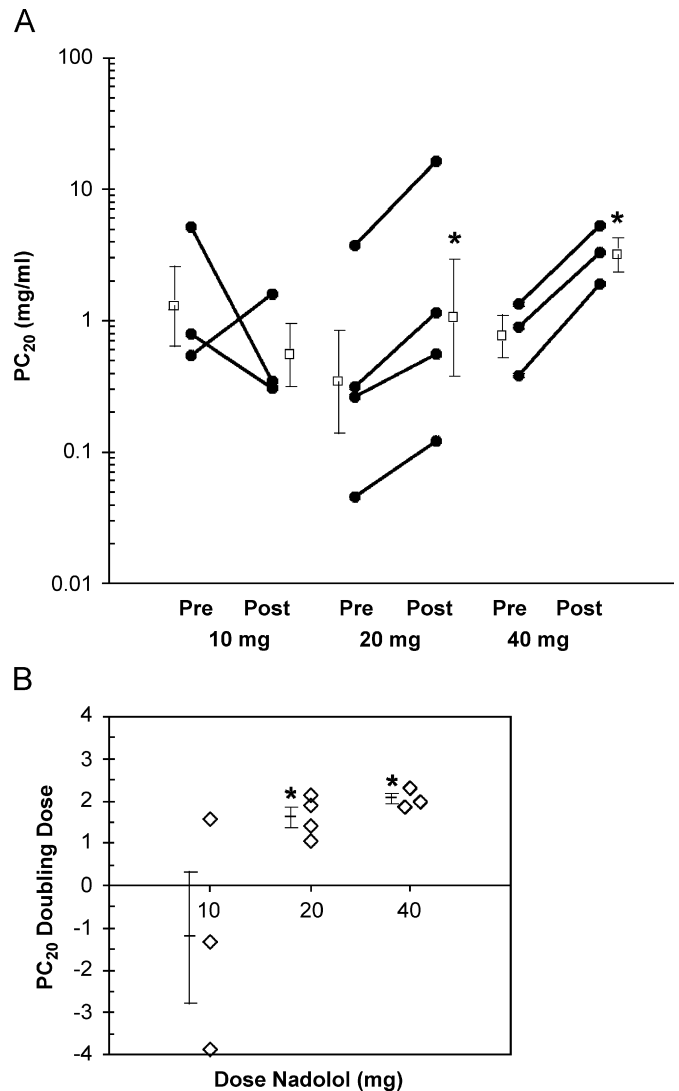 A
100
10
1
0.1
0.01
PC20 (mg/ml)
*
*
Pre Post Pre Post Pre Post
10 mg 20 mg 40 mg
B
4
3
2
1
0
-1
-2
-3
-4
PC20 Doubling Dose
* *
10 20 40
Dose Nadolol (mg)